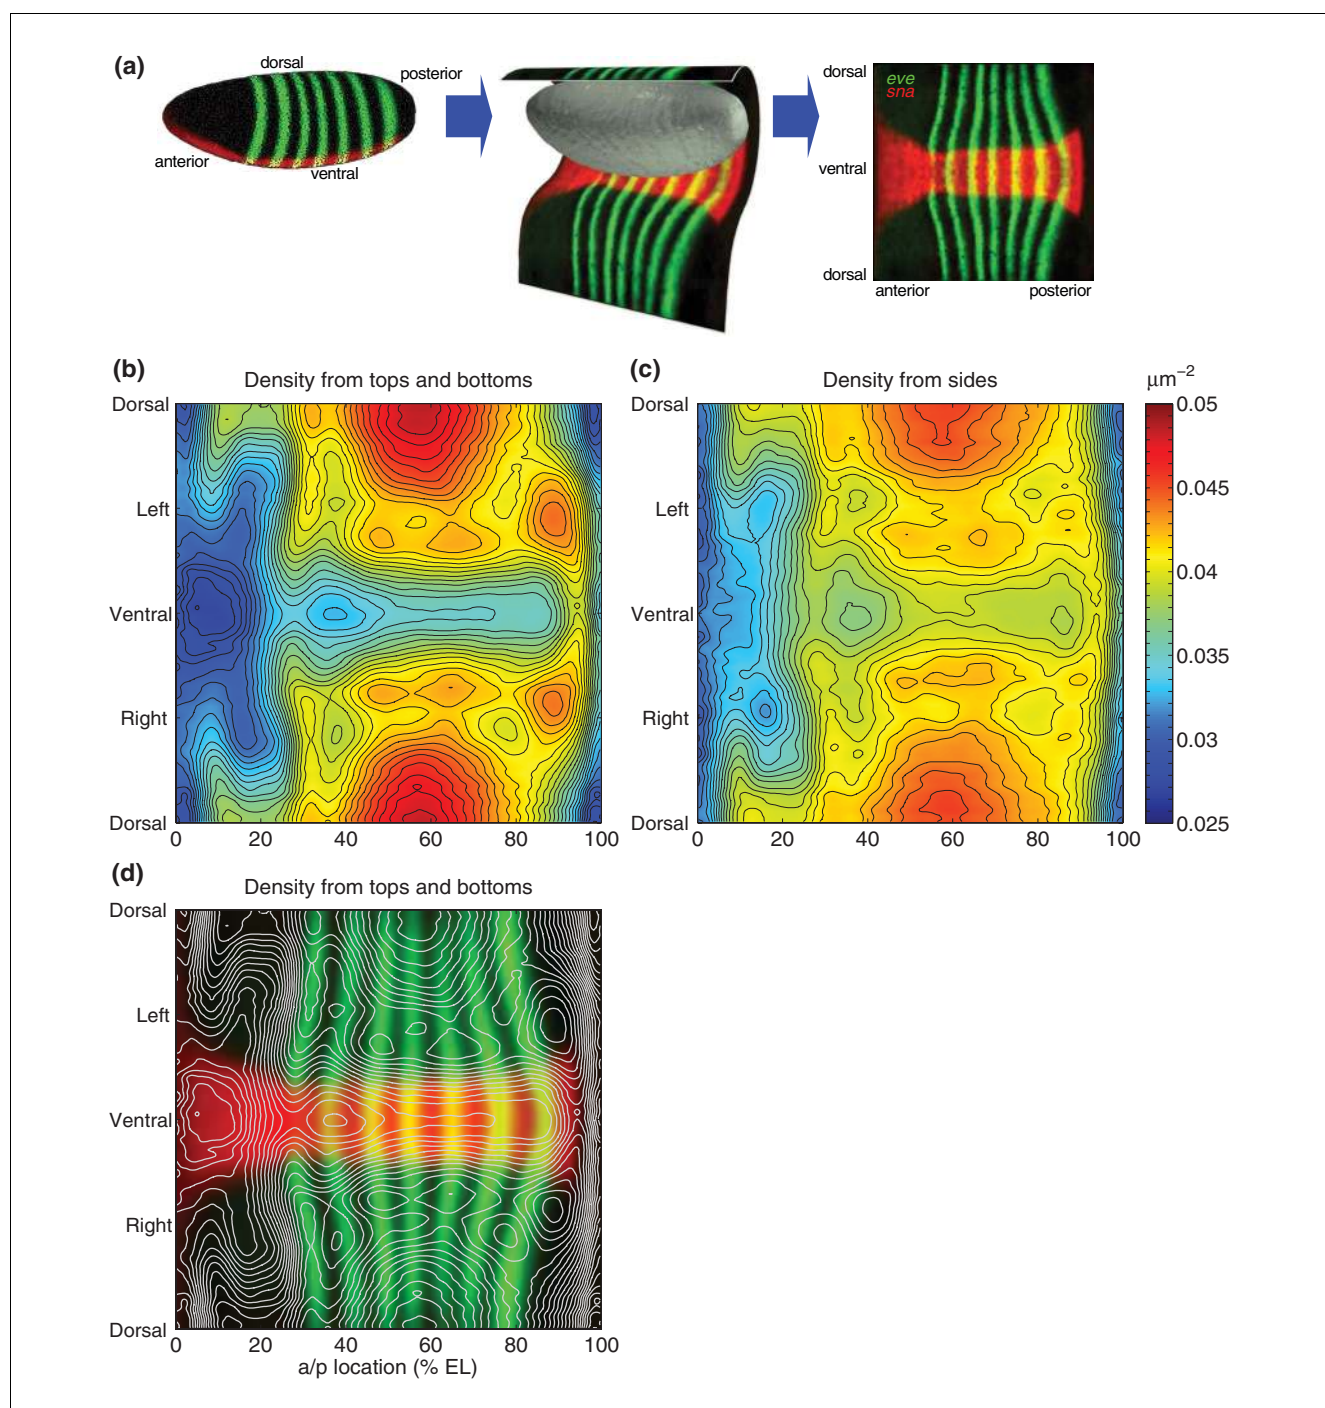 (a)
dorsal
posterior
anterior
ventral
dorsal
eve
sna
ventral
dorsal
anterior posterior
(b)
Density from tops and bottoms
Dorsal
Left
Ventral
Right
Dorsal
0 20 40 60 80 100
(c)
Density from sides
Dorsal
Left
Ventral
Right
Dorsal
0 20 40 60 80 100
μm⁻²
0.05
0.045
0.04
0.035
0.03
0.025
(d)
Density from tops and bottoms
Dorsal
Left
Ventral
Right
Dorsal
0 20 40 60 80 100
a/p location (% EL)